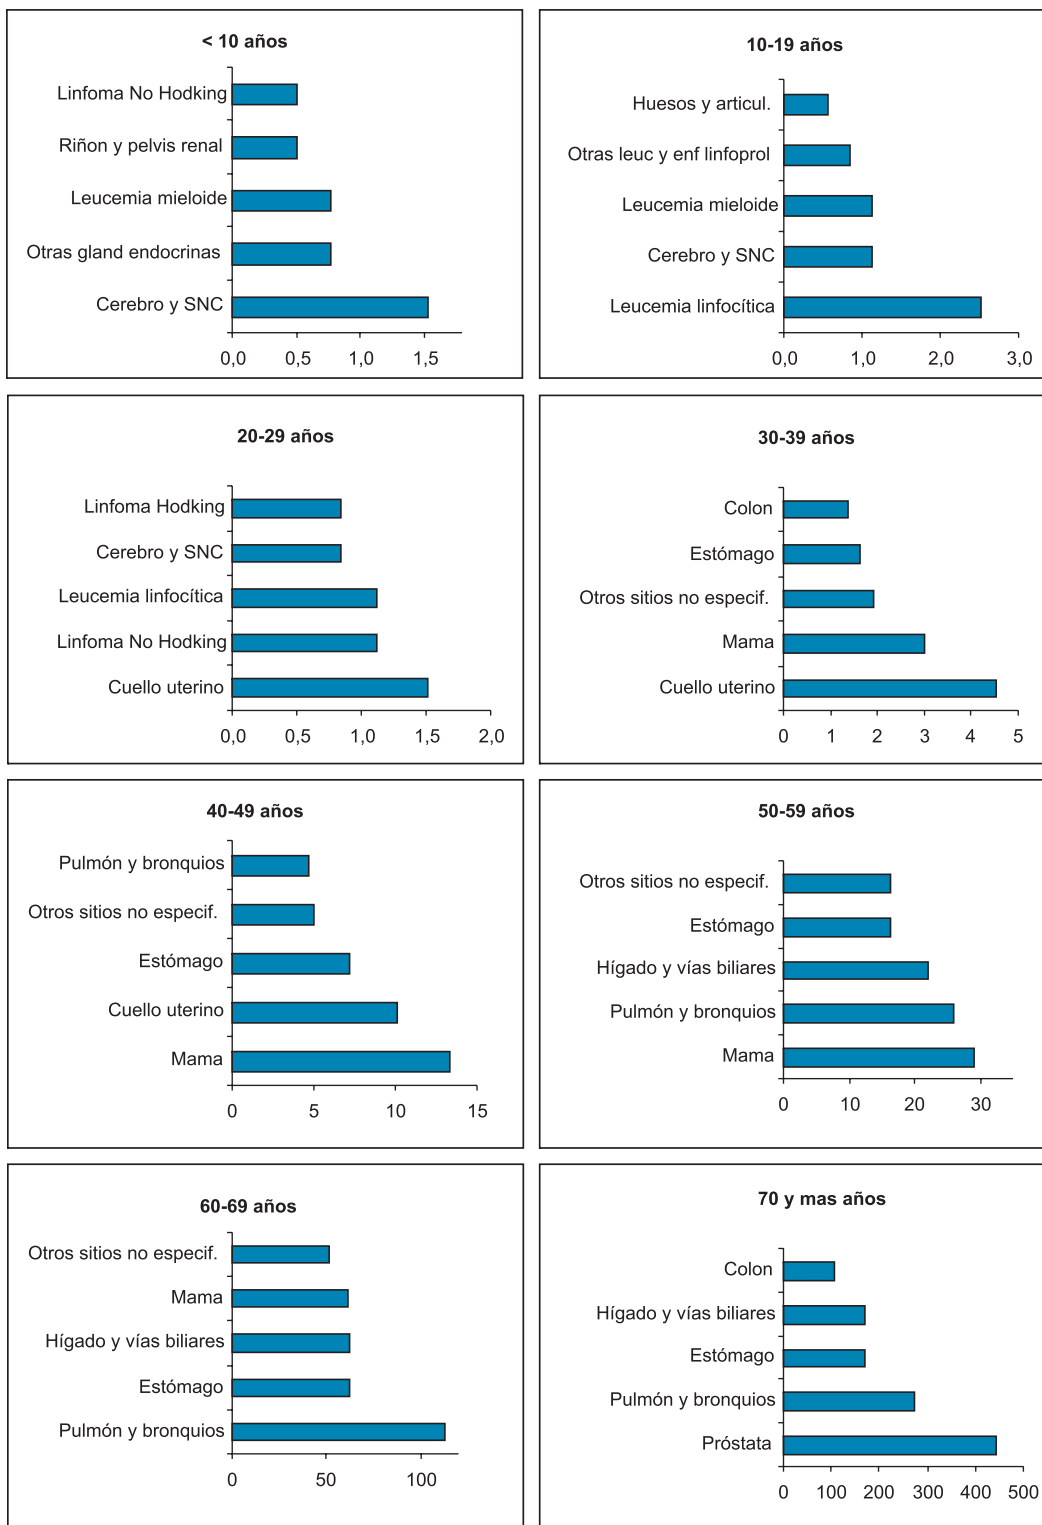 < 10 años
Linfoma No Hodking
Riñon y pelvis renal
Leucemia mieloide
Otras gland endocrinas
Cerebro y SNC
0,0 0,5 1,0 1,5
10-19 años
Huesos y articul.
Otras leuc y enf linfoprol
Leucemia mieloide
Cerebro y SNC
Leucemia linfocítica
0,0 1,0 2,0 3,0
20-29 años
Linfoma Hodking
Cerebro y SNC
Leucemia linfocítica
Linfoma No Hodking
Cuello uterino
0,0 0,5 1,0 1,5 2,0
30-39 años
Colon
Estómago
Otros sitios no especif.
Mama
Cuello uterino
0 1 2 3 4 5
40-49 años
Pulmón y bronquios
Otros sitios no especif.
Estómago
Cuello uterino
Mama
0 5 10 15
50-59 años
Otros sitios no especif.
Estómago
Hígado y vías biliares
Pulmón y bronquios
Mama
0 10 20 30
60-69 años
Otros sitios no especif.
Mama
Hígado y vías biliares
Estómago
Pulmón y bronquios
0 50 100
70 y mas años
Colon
Hígado y vías biliares
Estómago
Pulmón y bronquios
Próstata
0 100 200 300 400 500